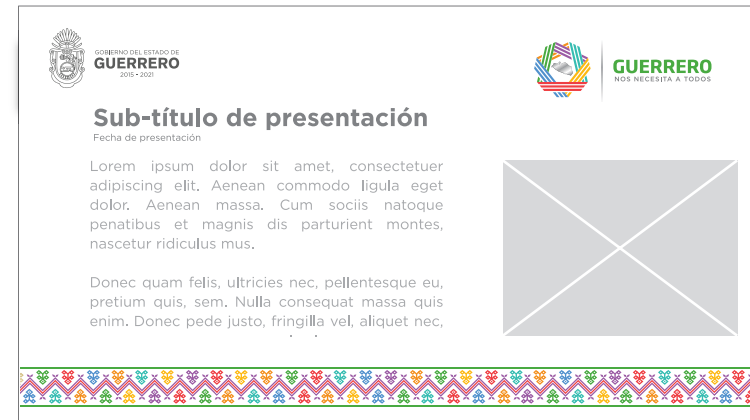 GOBIERNO DEL ESTADO DE
GUERRERO
2015 • 2021
GUERRERO
NOS NECESITA A TODOS
Sub-título de presentación
Fecha de presentación
Lorem ipsum dolor sit amet, consectetuer
adipiscing elit. Aenean commodo ligula eget
dolor. Aenean massa. Cum sociis natoque
penatibus et magnis dis parturient montes,
nascetur ridiculus mus.
Donec quam felis, ultricies nec, pellentesque eu,
pretium quis, sem. Nulla consequat massa quis
enim. Donec pede justo, fringilla vel, aliquet nec,